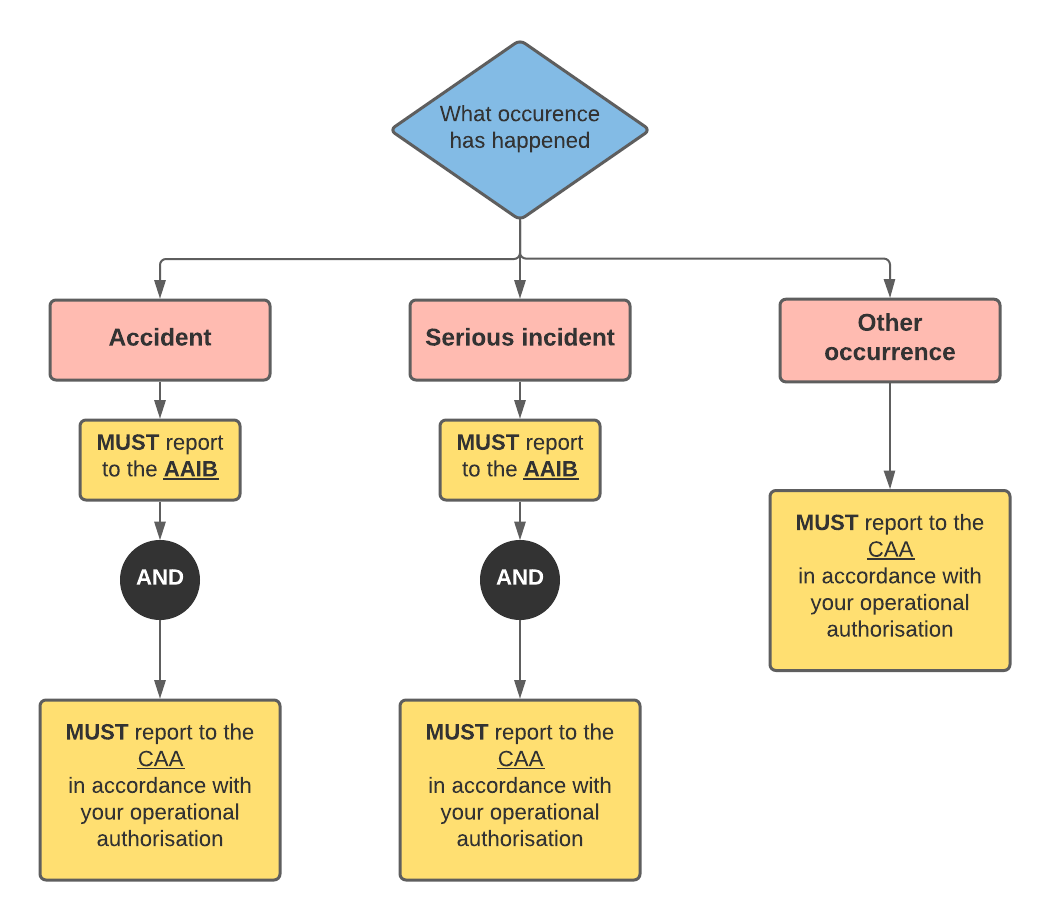 What occurence
has happened
Accident
Serious incident
Other
occurrence
MUST report
to the AAIB
MUST report
to the AAIB
AND
AND
MUST report to the
CAA
in accordance with
your operational
authorisation
MUST report to the
CAA
in accordance with
your operational
authorisation
MUST report to the
CAA
in accordance with
your operational
authorisation